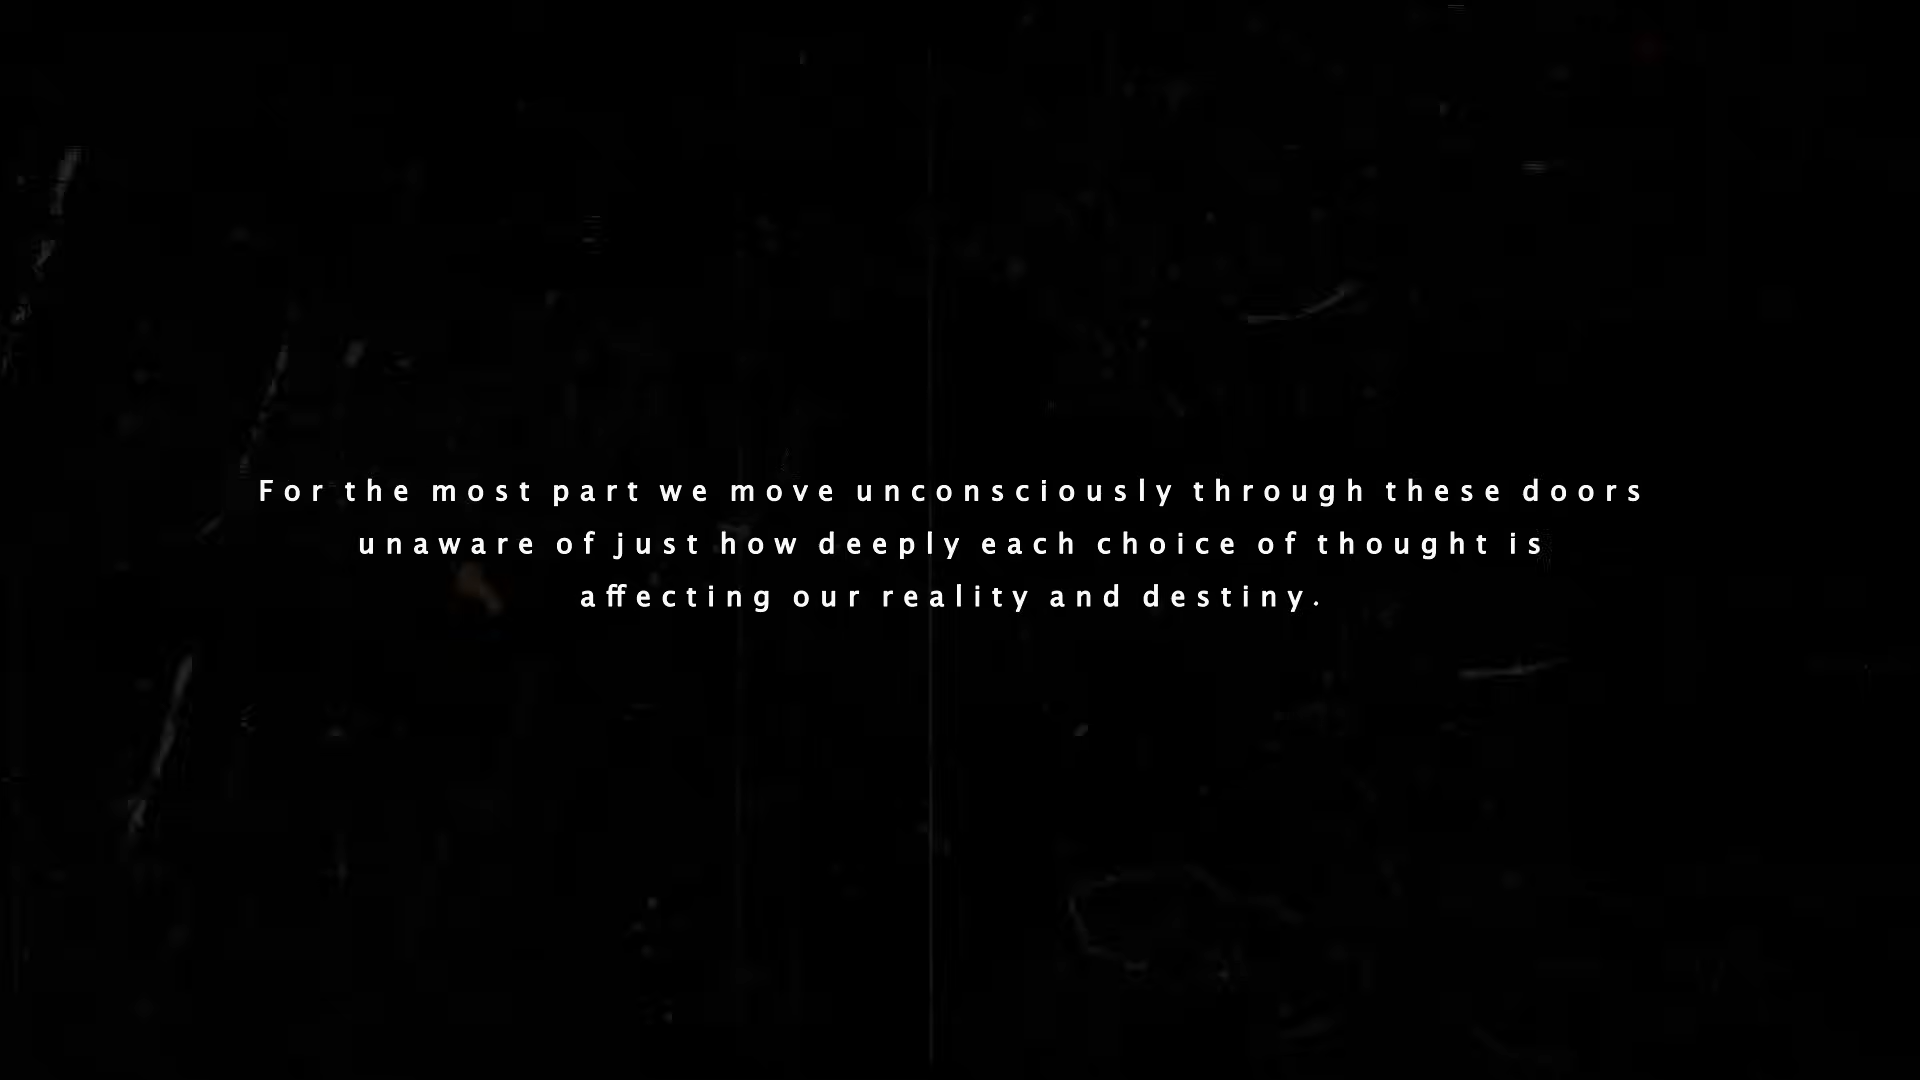 For the most part we move unconsciously through these doors
unaware of just how deeply each choice of thought is
affecting our reality and destiny.